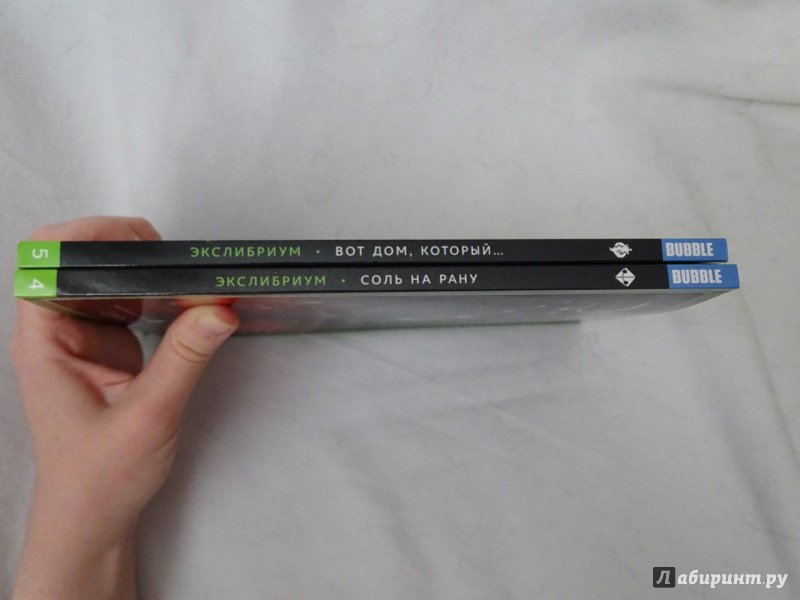 5 ЭКСЛИБРИУМ · ВОТ ДОМ, КОТОРЫЙ... BUBBLE
4 ЭКСЛИБРИУМ · СОЛЬ НА РАНУ BUBBLE
Лабиринт.ру